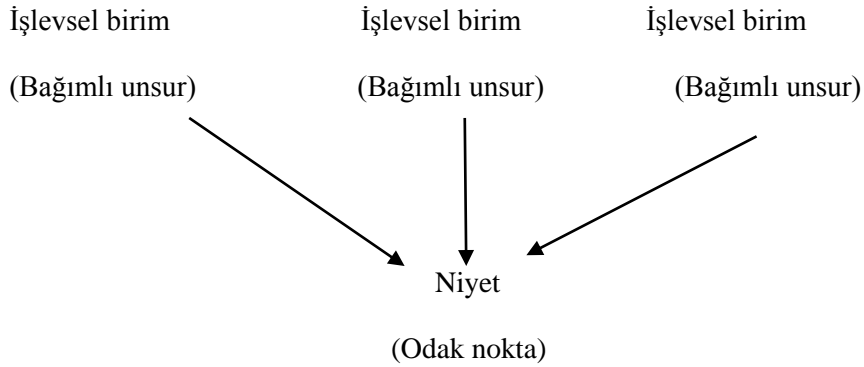 İşlevsel birim İşlevsel birim İşlevsel birim
(Bağımlı unsur) (Bağımlı unsur) (Bağımlı unsur)
Niyet
(Odak nokta)